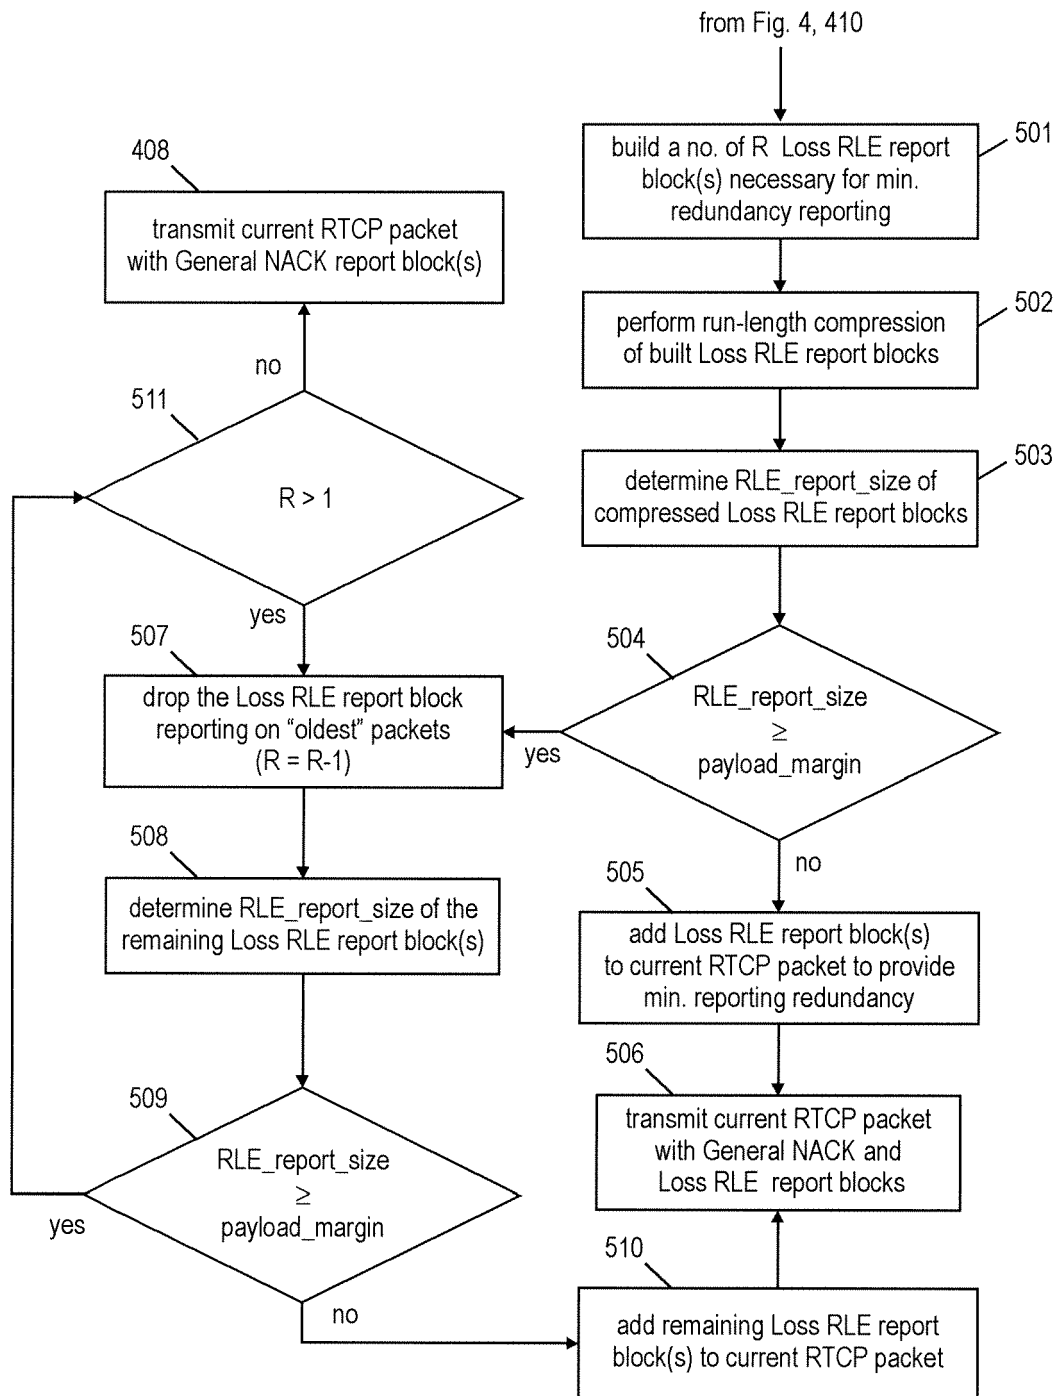 from Fig. 4, 410
501
build a no. of R Loss RLE report
block(s) necessary for min.
redundancy reporting
502
perform run-length compression
of built Loss RLE report blocks
503
determine RLE_report_size of
compressed Loss RLE report blocks
504
RLE_report_size
≥
payload_margin
yes
no
505
add Loss RLE report block(s)
to current RTCP packet to provide
min. reporting redundancy
506
transmit current RTCP packet
with General NACK and
Loss RLE report blocks
408
transmit current RTCP packet
with General NACK report block(s)
no
511
R > 1
yes
507
drop the Loss RLE report block
reporting on “oldest” packets
(R = R-1)
508
determine RLE_report_size of the
remaining Loss RLE report block(s)
509
RLE_report_size
≥
payload_margin
yes
no
510
add remaining Loss RLE report
block(s) to current RTCP packet